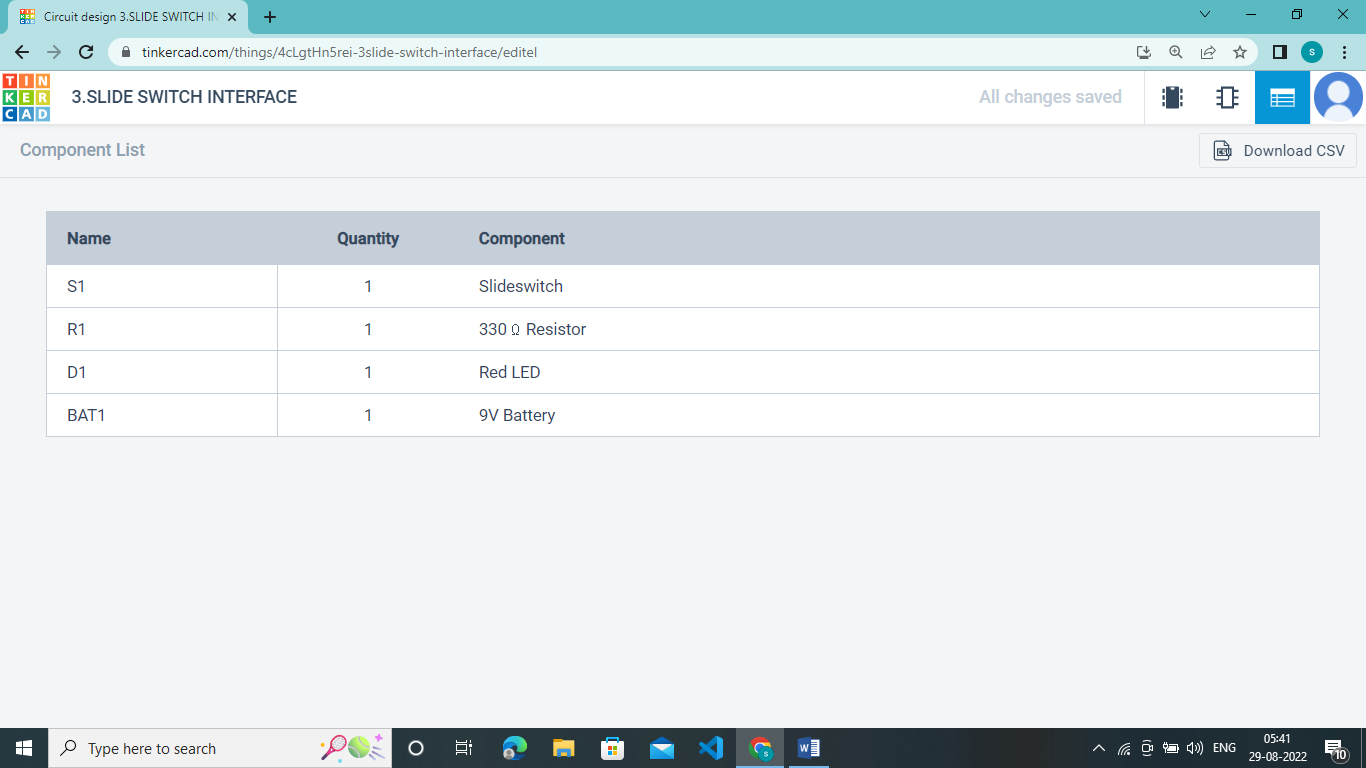 Circuit design 3.SLIDE SWITCH IN
tinkercad.com/things/4cLgtHn5rei-3slide-switch-interface/editel
S
TIN
KER
CAD
3.SLIDE SWITCH INTERFACE
All changes saved
Component List
Download CSV
Name Quantity Component
S1 1 Slideswitch
R1 1 330 Ω Resistor
D1 1 Red LED
BAT1 1 9V Battery
Type here to search
ENG
05:41
29-08-2022
10